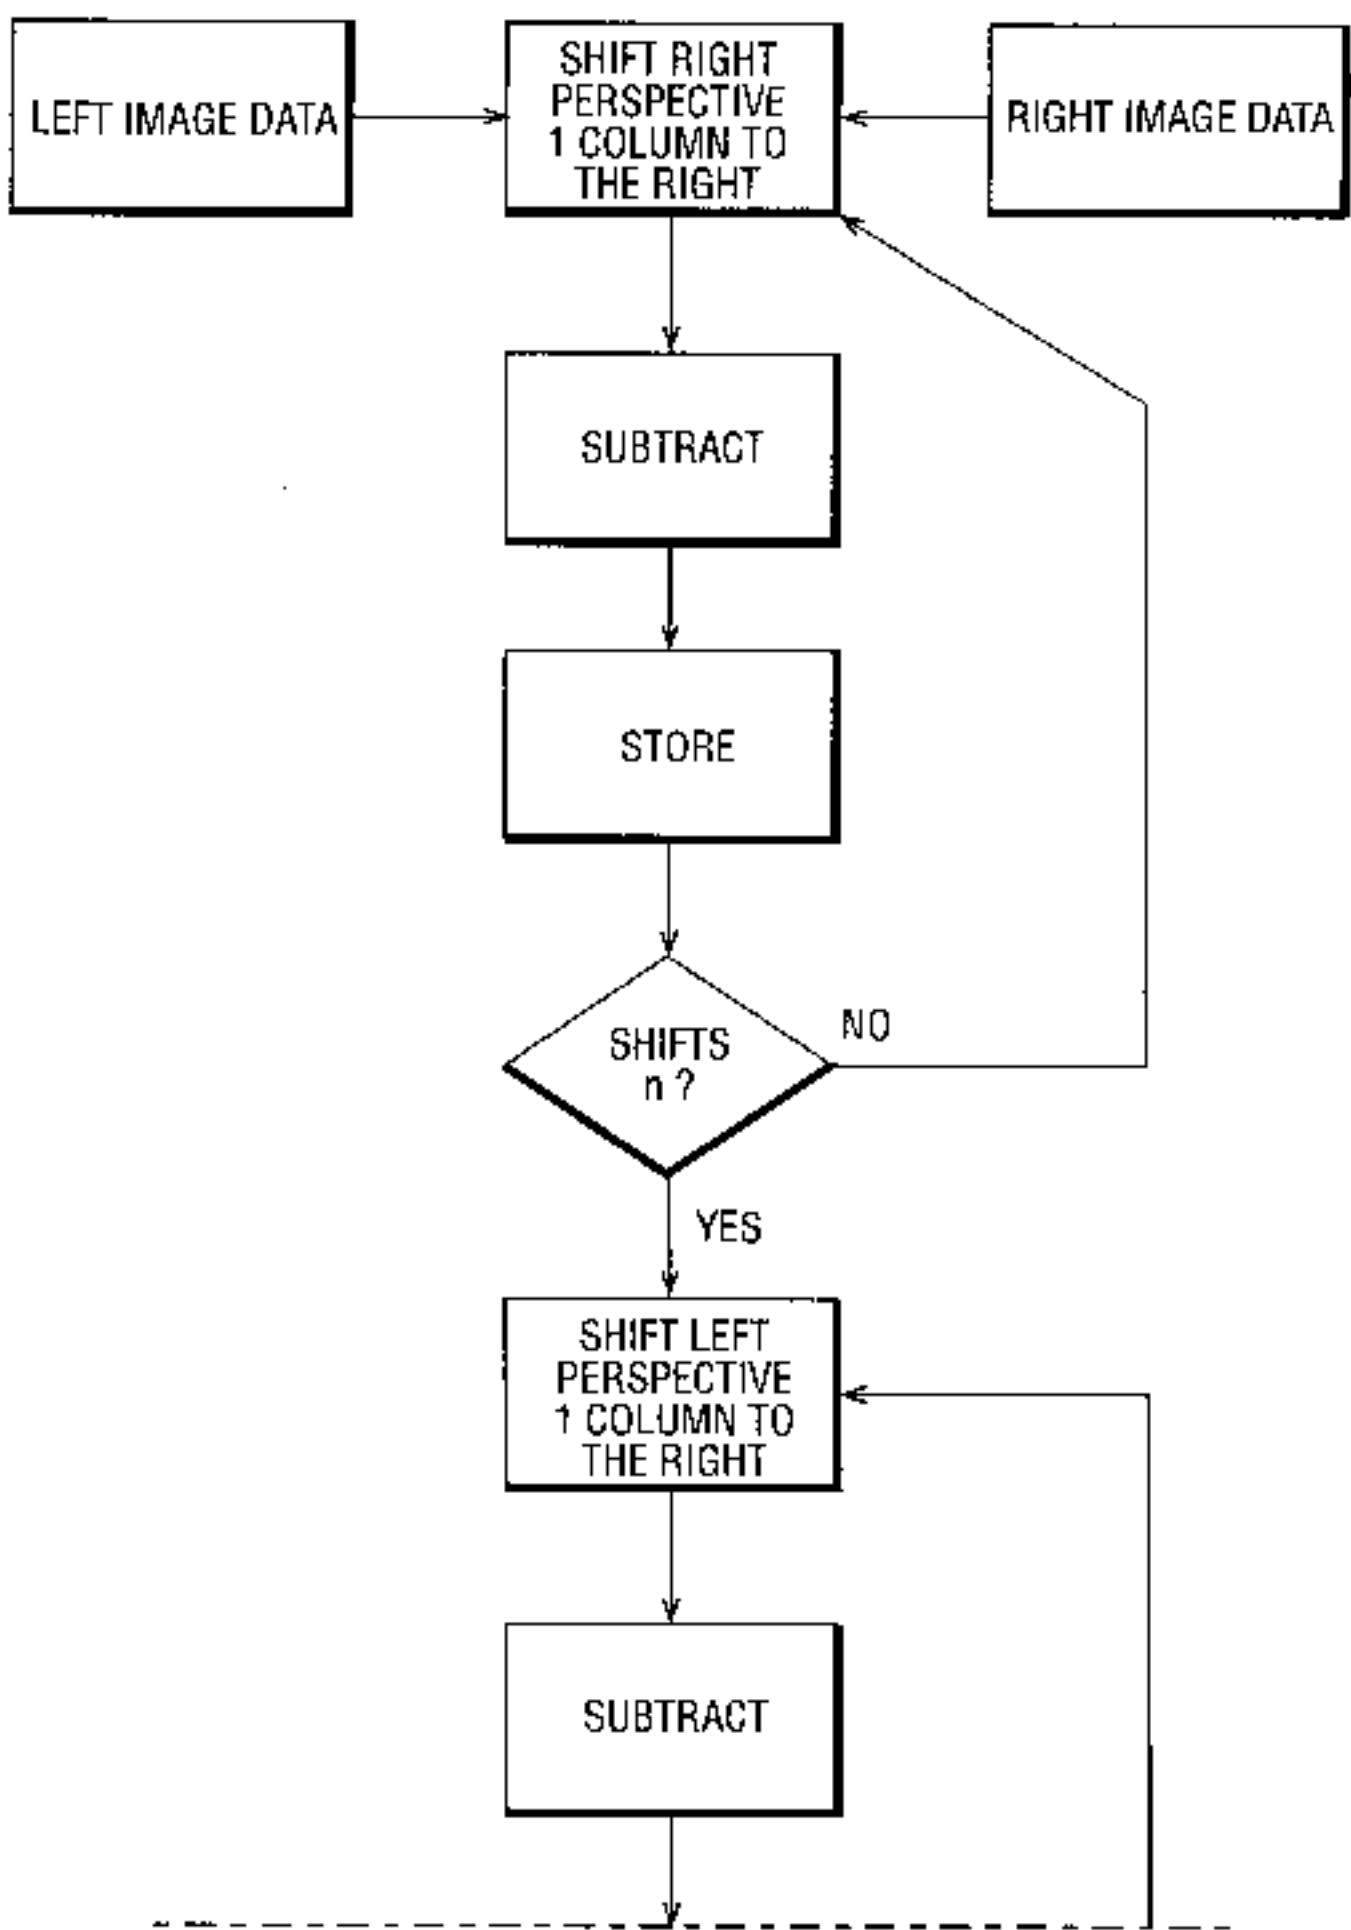 LEFT IMAGE DATA
SHIFT RIGHT
PERSPECTIVE
1 COLUMN TO
THE RIGHT
RIGHT IMAGE DATA
SUBTRACT
STORE
SHIFTS
n ?
NO
YES
SHIFT LEFT
PERSPECTIVE
1 COLUMN TO
THE RIGHT
SUBTRACT